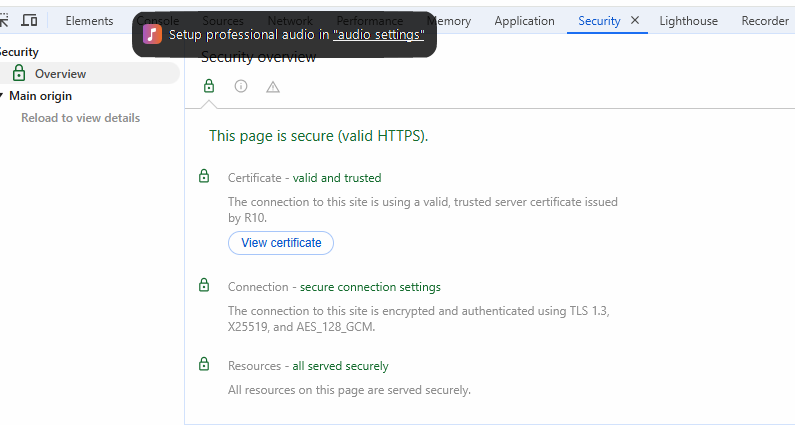 Elements Console Sources Network Performance Memory Application Security Lighthouse Recorder
Setup professional audio in "audio settings"
Security
Overview
Main origin
Reload to view details
Security overview
This page is secure (valid HTTPS).
Certificate - valid and trusted
The connection to this site is using a valid, trusted server certificate issued
by R10.
View certificate
Connection - secure connection settings
The connection to this site is encrypted and authenticated using TLS 1.3,
X25519, and AES_128_GCM.
Resources - all served securely
All resources on this page are served securely.